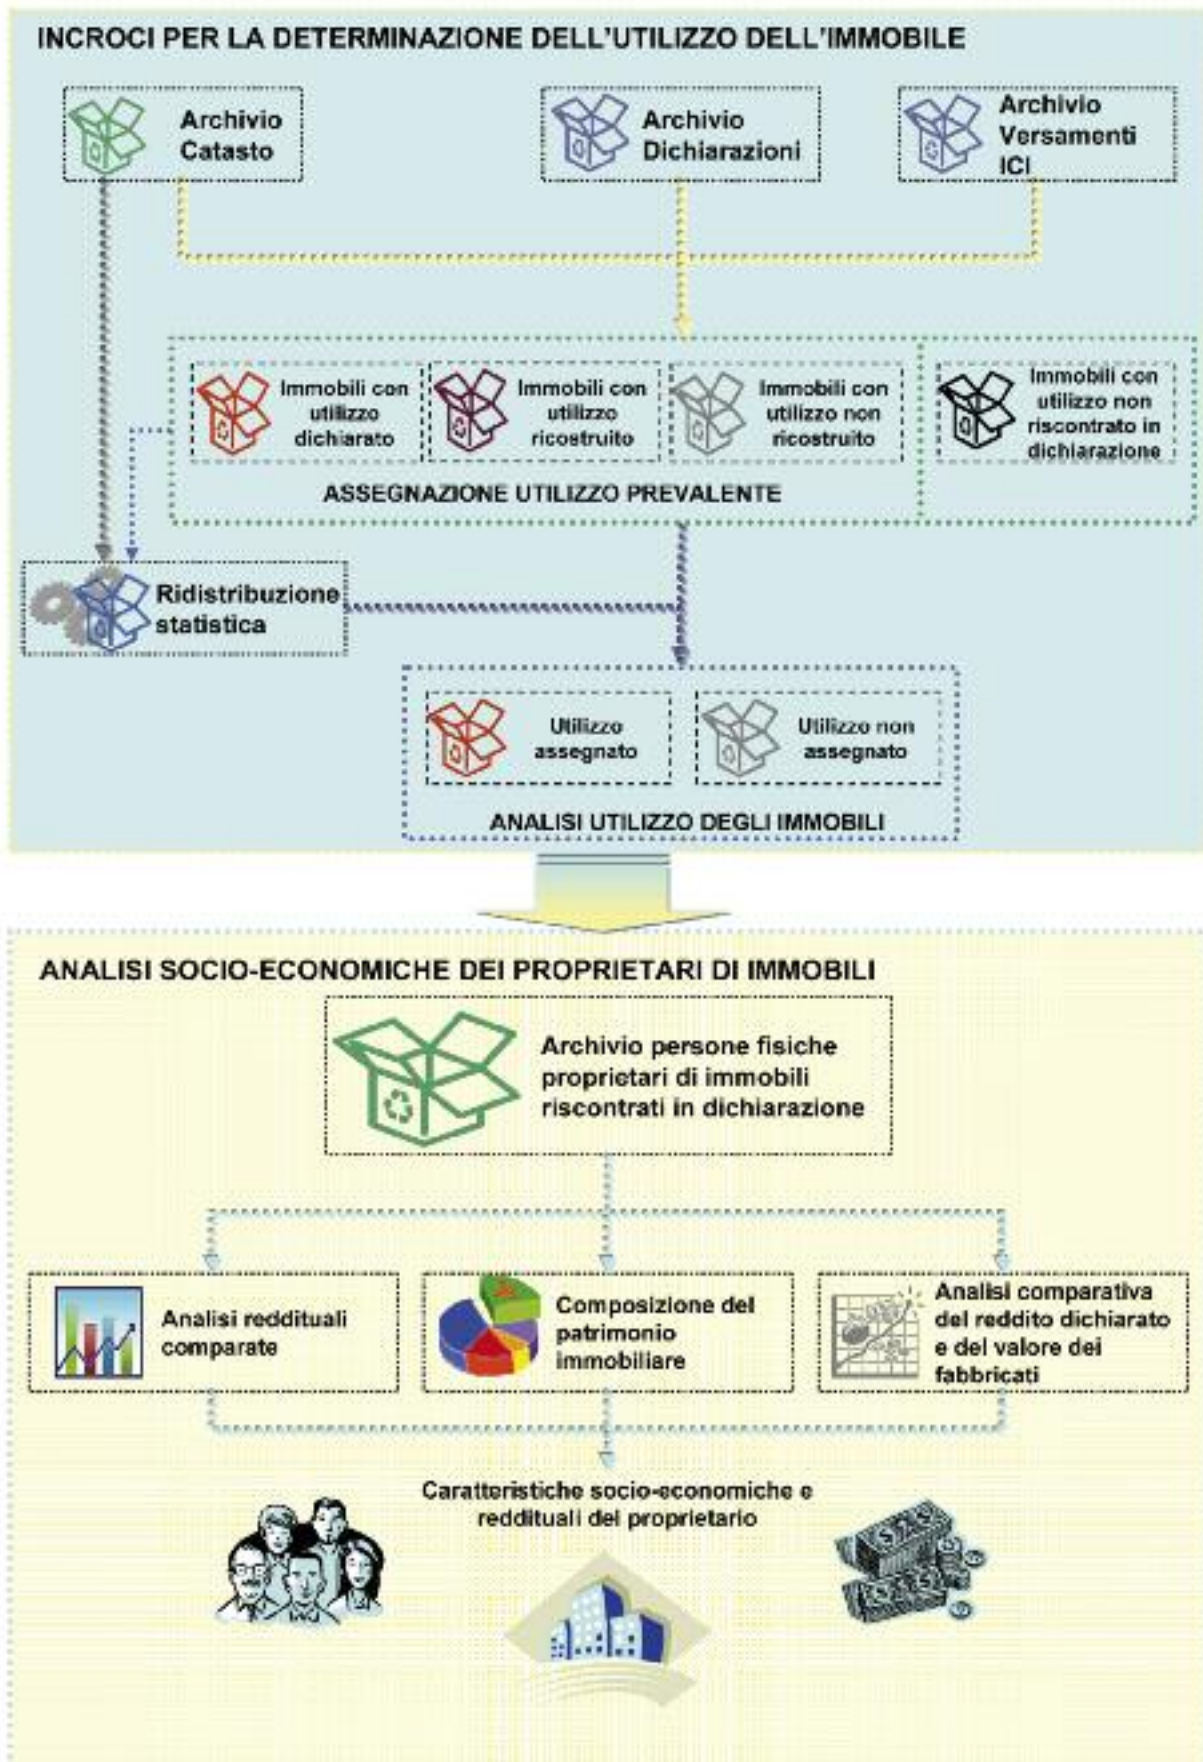 INCROCI PER LA DETERMINAZIONE DELL'UTILIZZO DELL'IMMOBILE
Archivio
Catasto
Archivio
Dichiarazioni
Archivio
Versamenti
ICI
Immobili con
utilizzo
dichiarato
Immobili con
utilizzo
ricostruito
Immobili con
utilizzo non
ricostruito
Immobili con
utilizzo non
riscontrato in
dichiarazione
ASSEGNAZIONE UTILIZZO PREVALENTE
Ridistribuzione
statistica
Utilizzo
assegnato
Utilizzo non
assegnato
ANALISI UTILIZZO DEGLI IMMOBILI
ANALISI SOCIO-ECONOMICHE DEI PROPRIETARI DI IMMOBILI
Archivio persone fisiche
proprietari di immobili
riscontrati in dichiarazione
Analisi reddituali
comparate
Composizione del
patrimonio
immobiliare
Analisi comparativa
del reddito dichiarato
e del valore dei
fabbricati
Caratteristiche socio-economiche e
reddituali del proprietario